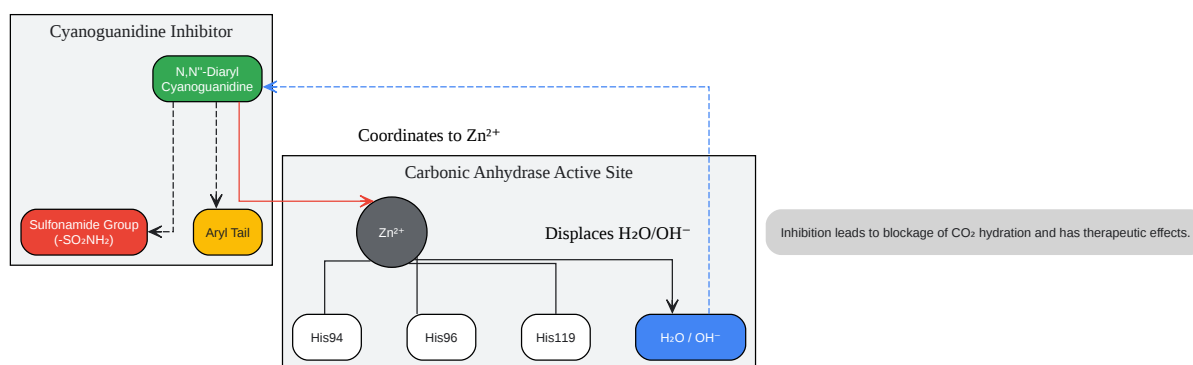 Cyanoguanidine Inhibitor
N,N''-Diaryl
Cyanoguanidine
Coordinates to Zn²⁺
Carbonic Anhydrase Active Site
Sulfonamide Group
(-SO₂NH₂)
Aryl Tail
Zn²⁺
Displaces H₂O/OH⁻
Inhibition leads to blockage of CO₂ hydration and has therapeutic effects.
His94
His96
His119
H₂O / OH⁻